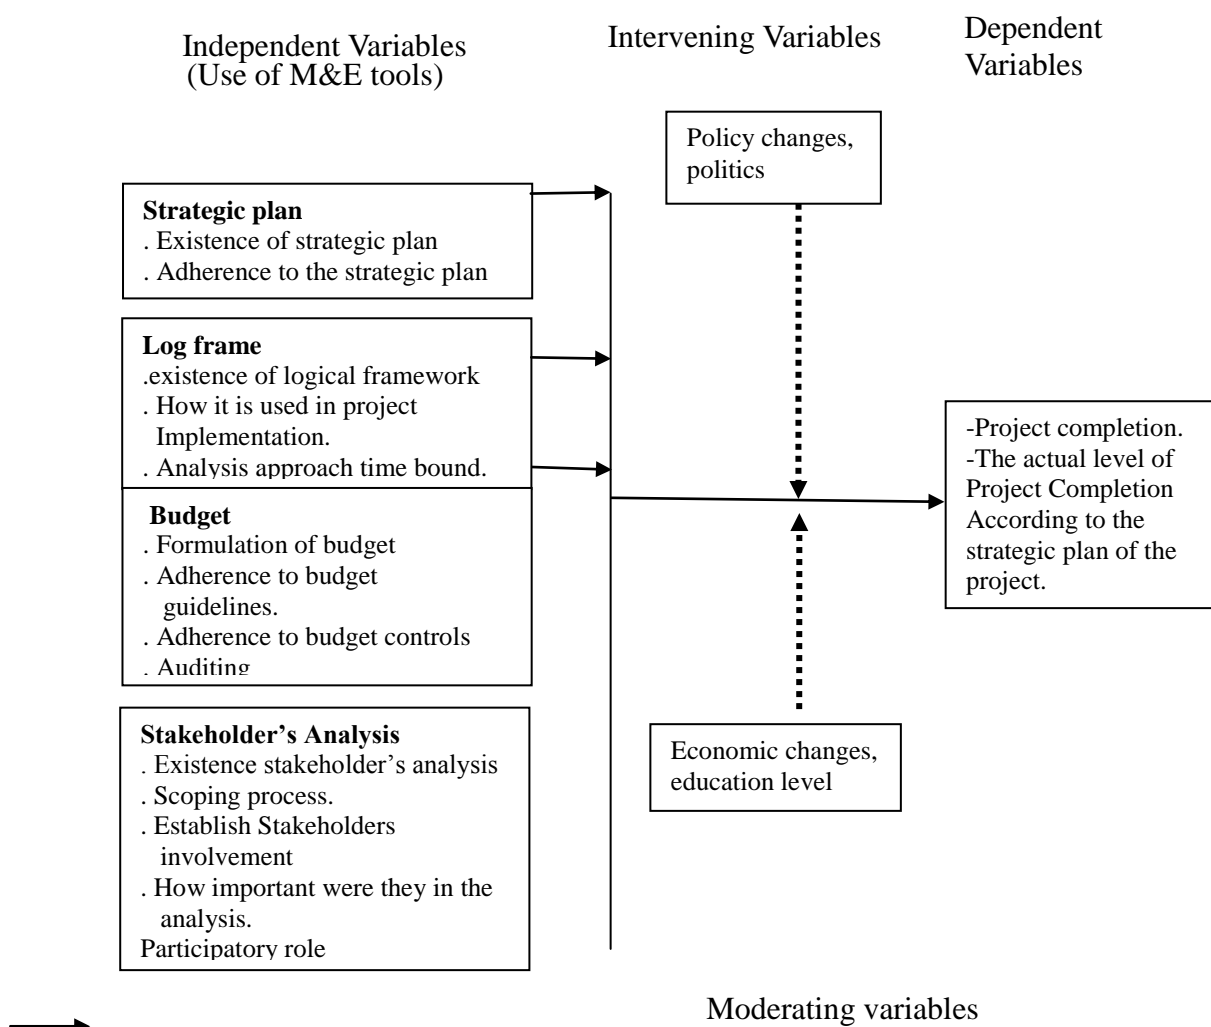 Independent Variables
(Use of M&E tools)
Intervening Variables
Dependent
Variables
Policy changes,
politics
Strategic plan
. Existence of strategic plan
. Adherence to the strategic plan
Log frame
.existence of logical framework
. How it is used in project
Implementation.
. Analysis approach time bound.
Budget
. Formulation of budget
. Adherence to budget
guidelines.
. Adherence to budget controls
. Auditing
Stakeholder’s Analysis
. Existence stakeholder’s analysis
. Scoping process.
. Establish Stakeholders
involvement
. How important were they in the
analysis.
Participatory role
-Project completion.
-The actual level of
Project Completion
According to the
strategic plan of the
project.
Economic changes,
education level
Moderating variables